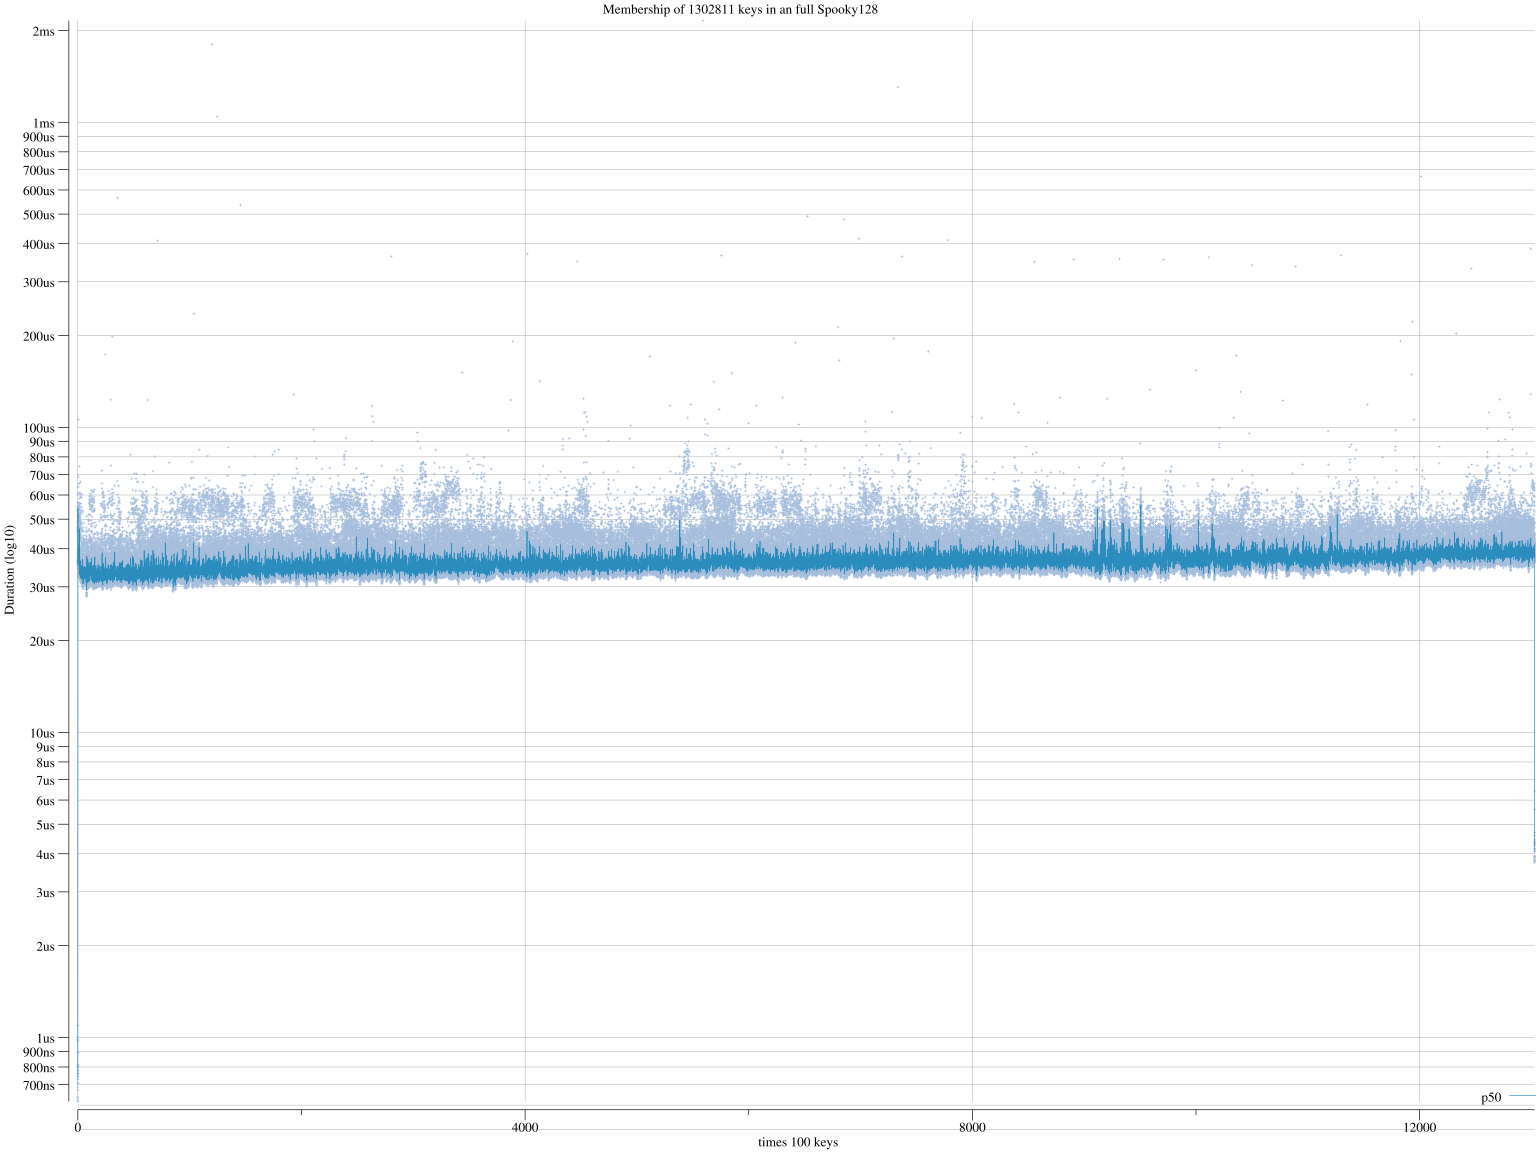 Membership of 1302811 keys in an full Spooky128
2ms
1ms
900us
800us
700us
600us
500us
400us
300us
200us
100us
90us
80us
70us
60us
50us
40us
30us
20us
10us
9us
8us
7us
6us
5us
4us
3us
2us
1us
900ns
800ns
700ns
Duration (log10)
p50
0
4000
8000
12000
times 100 keys